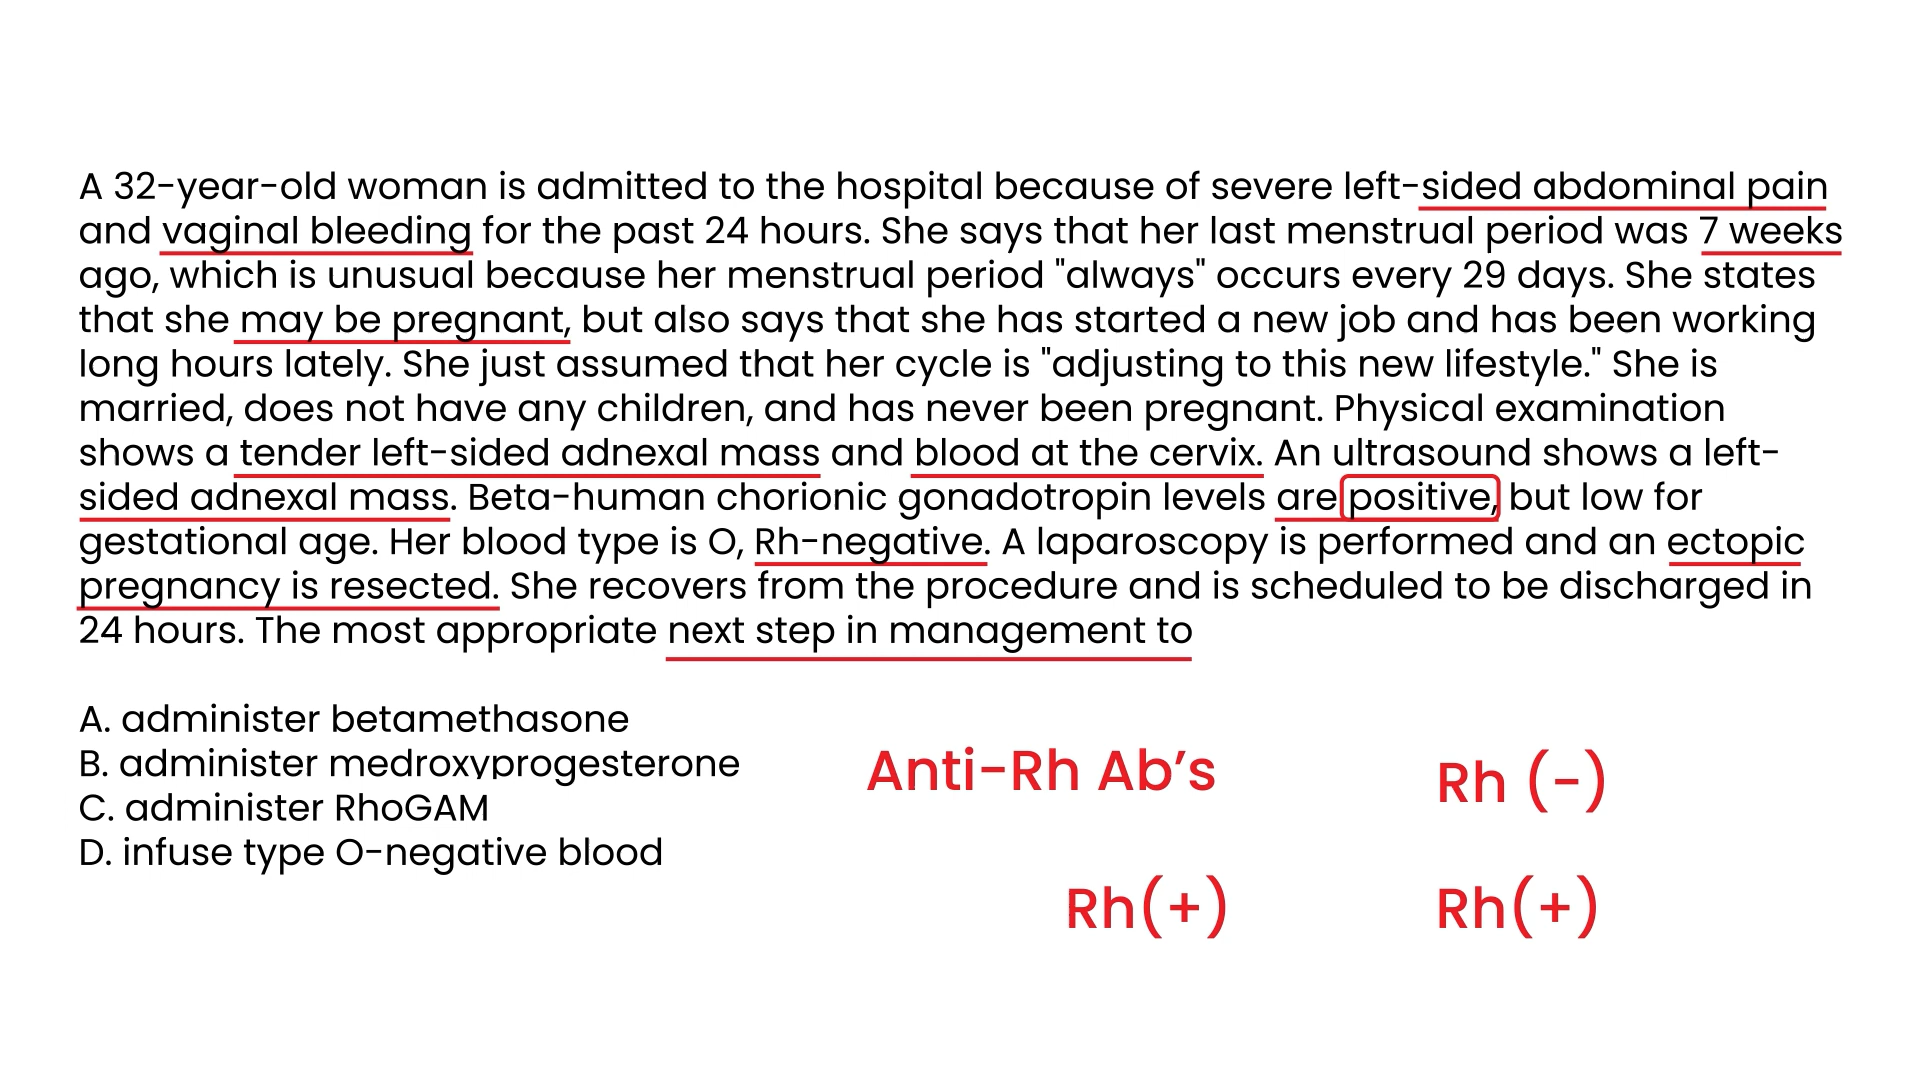 A 32-year-old woman is admitted to the hospital because of severe left-sided abdominal pain
and vaginal bleeding for the past 24 hours. She says that her last menstrual period was 7 weeks
ago, which is unusual because her menstrual period "always" occurs every 29 days. She states
that she may be pregnant, but also says that she has started a new job and has been working
long hours lately. She just assumed that her cycle is "adjusting to this new lifestyle." She is
married, does not have any children, and has never been pregnant. Physical examination
shows a tender left-sided adnexal mass and blood at the cervix. An ultrasound shows a left-
sided adnexal mass. Beta-human chorionic gonadotropin levels are positive, but low for
gestational age. Her blood type is O, Rh-negative. A laparoscopy is performed and an ectopic
pregnancy is resected. She recovers from the procedure and is scheduled to be discharged in
24 hours. The most appropriate next step in management to
A. administer betamethasone
B. administer medroxyprogesterone
C. administer RhoGAM
D. infuse type O-negative blood
Anti-Rh Ab's
Rh (-)
Rh(+)
Rh(+)